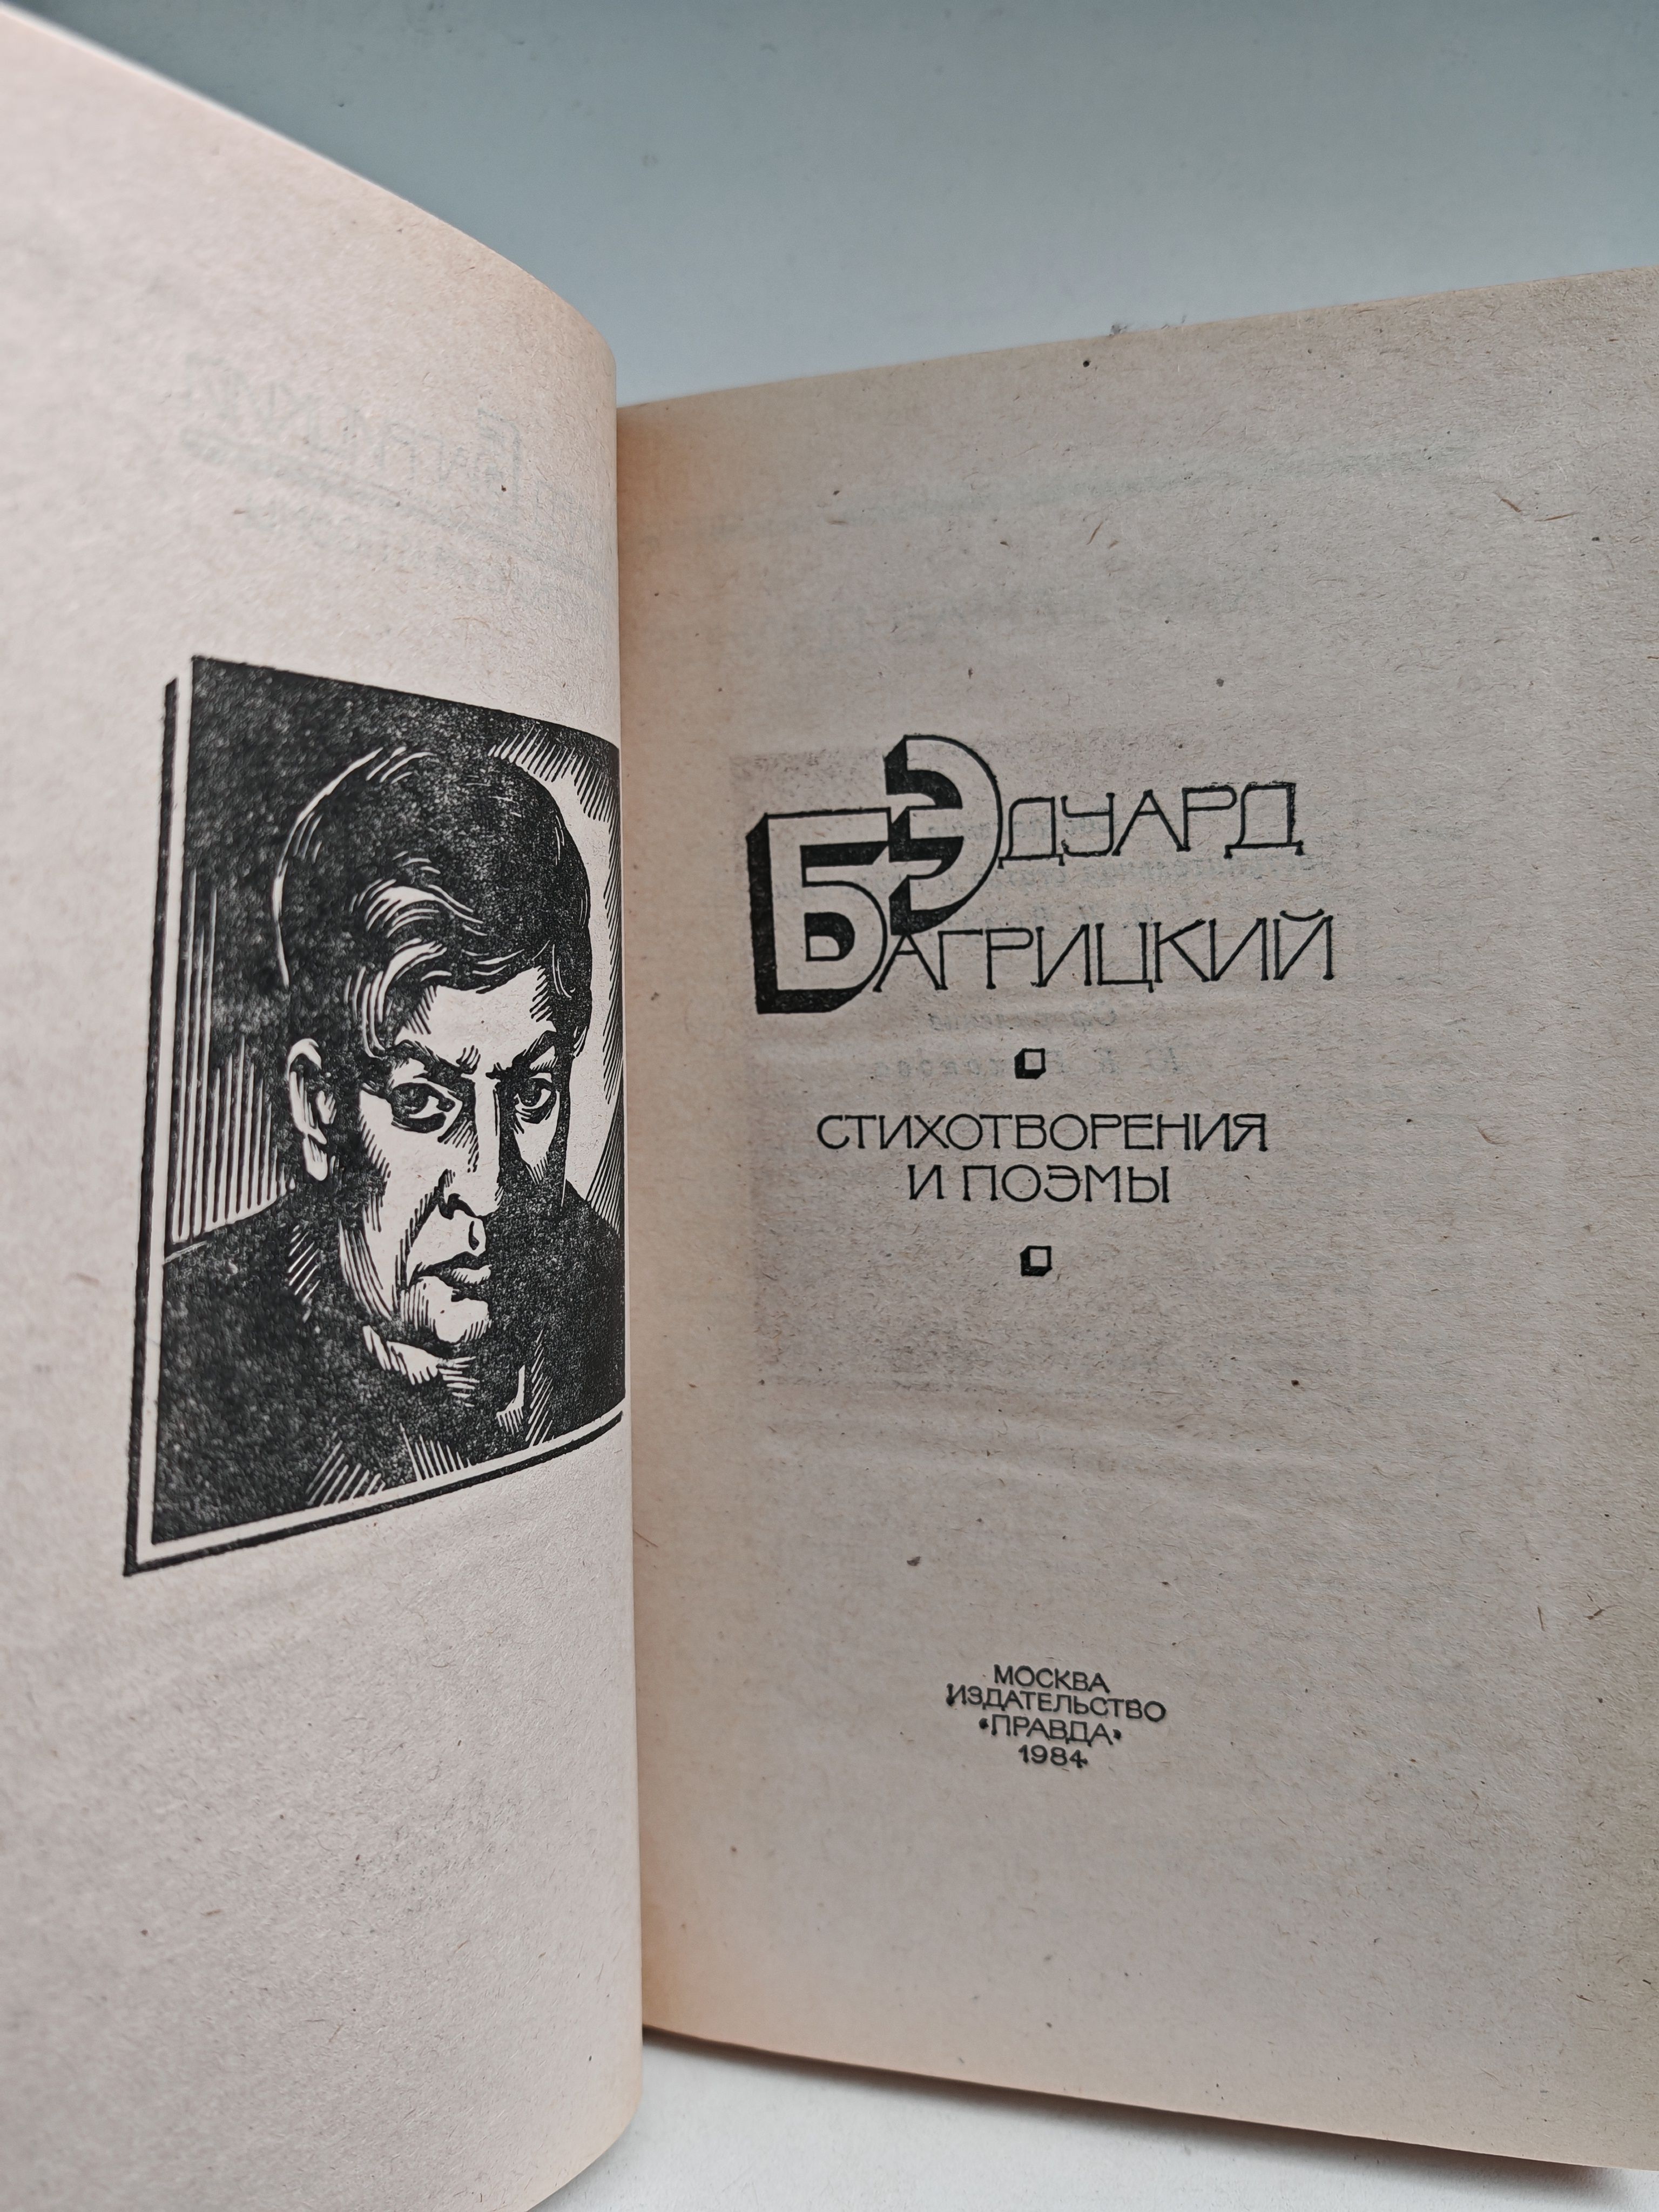 ЭДУАРД
БАГРИЦКИЙ
СТИХОТВОРЕНИЯ
И ПОЭМЫ
МОСКВА
ИЗДАТЕЛЬСТВО
«ПРАВДА»
1984